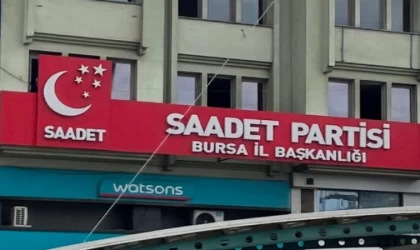 SAADET
SAADET PARTİSİ
BURSA İL BAŞKANLIĞI
watsons